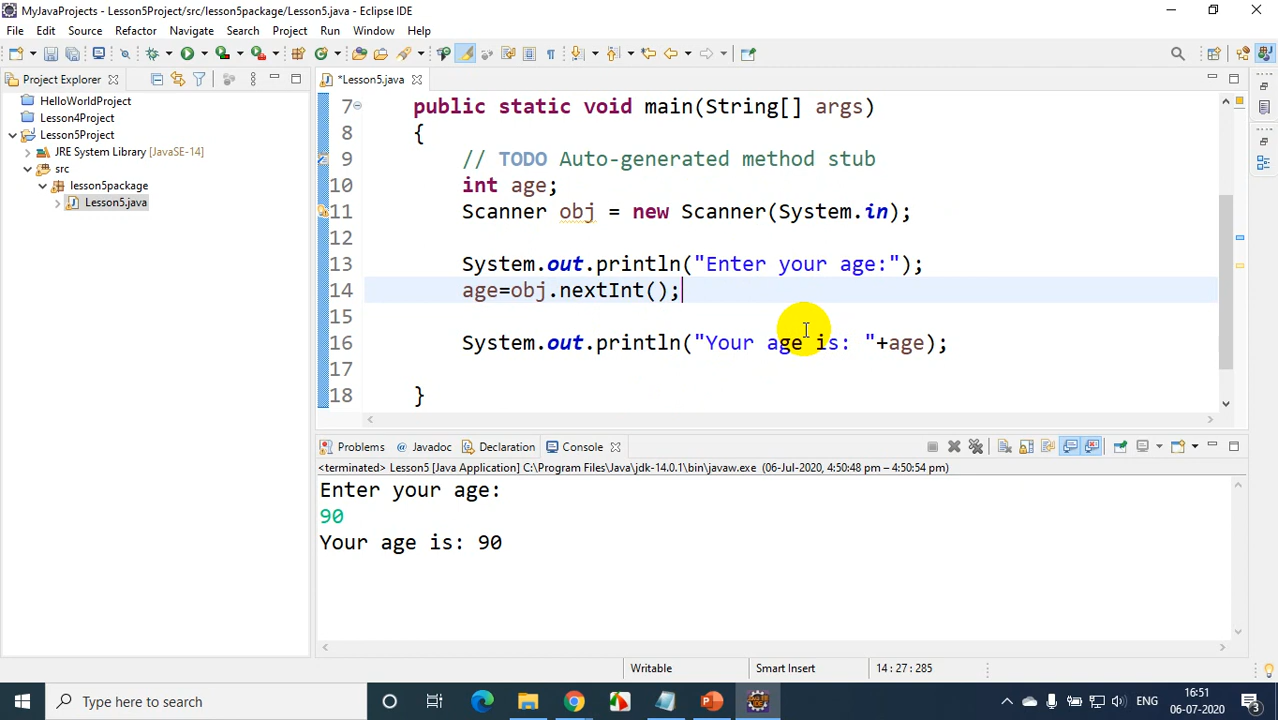 MyJavaProjects - Lesson5Project/src/lesson5package/Lesson5.java - Eclipse IDE
File Edit Source Refactor Navigate Search Project Run Window Help
Project Explorer
*Lesson5.java
HelloWorldProject
Lesson4Project
Lesson5Project
JRE System Library [JavaSE-14]
src
lesson5package
Lesson5.java
7 public static void main(String[] args)
8 {
9 // TODO Auto-generated method stub
10 int age;
11 Scanner obj = new Scanner(System.in);
12
13 System.out.println("Enter your age:");
14 age=obj.nextInt();
15
16 System.out.println("Your age is: "+age);
17
18 }
Problems @ Javadoc Declaration Console
<terminated> Lesson5 [Java Application] C:\Program Files\Java\jdk-14.0.1\bin\javaw.exe (06-Jul-2020, 4:50:48 pm – 4:50:54 pm)
Enter your age:
90
Your age is: 90
Writable Smart Insert 14 : 27 : 285
Type here to search
ENG
16:51
06-07-2020
3